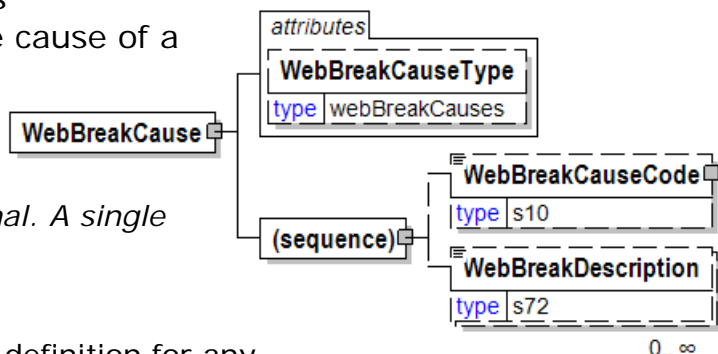 e cause of a
attributes
WebBreakCauseType
type webBreakCauses
WebBreakCause
WebBreakCauseCode
type s10
nal. A single
(sequence)
WebBreakDescription
type s72
0 ∞
definition for any